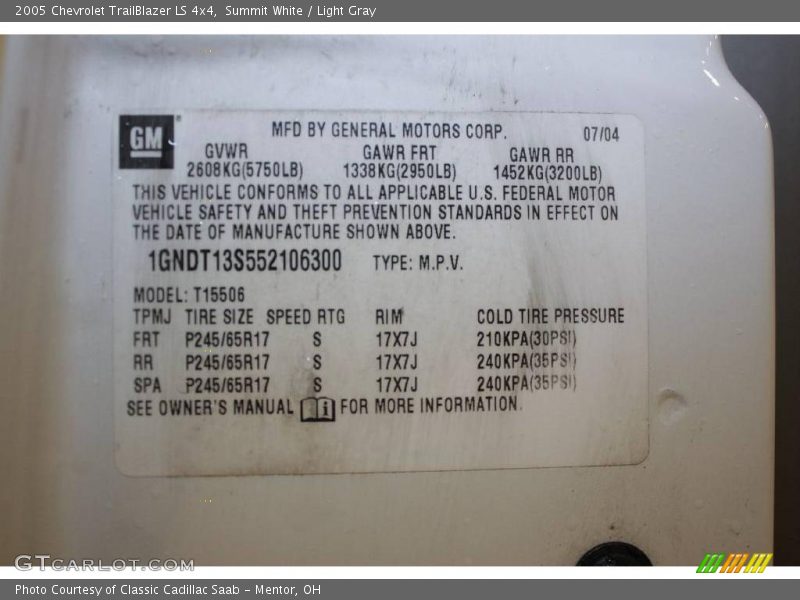 2005 Chevrolet TrailBlazer LS 4x4,  Summit White / Light Gray
GM
MFD BY GENERAL MOTORS CORP. 07/04
GVWR GAWR FRT GAWR RR
2608KG(5750LB) 1338KG(2950LB) 1452KG(3200LB)
THIS VEHICLE CONFORMS TO ALL APPLICABLE U.S. FEDERAL MOTOR
VEHICLE SAFETY AND THEFT PREVENTION STANDARDS IN EFFECT ON
THE DATE OF MANUFACTURE SHOWN ABOVE.
1GNDT13S552106300 TYPE: M.P.V.
MODEL: T15506
TPMJ TIRE SIZE SPEED RTG RIM COLD TIRE PRESSURE
FRT P245/65R17 S 17X7J 210KPA(30PSI)
RR P245/65R17 S 17X7J 240KPA(35PSI)
SPA P245/65R17 S 17X7J 240KPA(35PSI)
SEE OWNER'S MANUAL i FOR MORE INFORMATION.
GTCARLOT.COM
Photo Courtesy of Classic Cadillac Saab - Mentor, OH